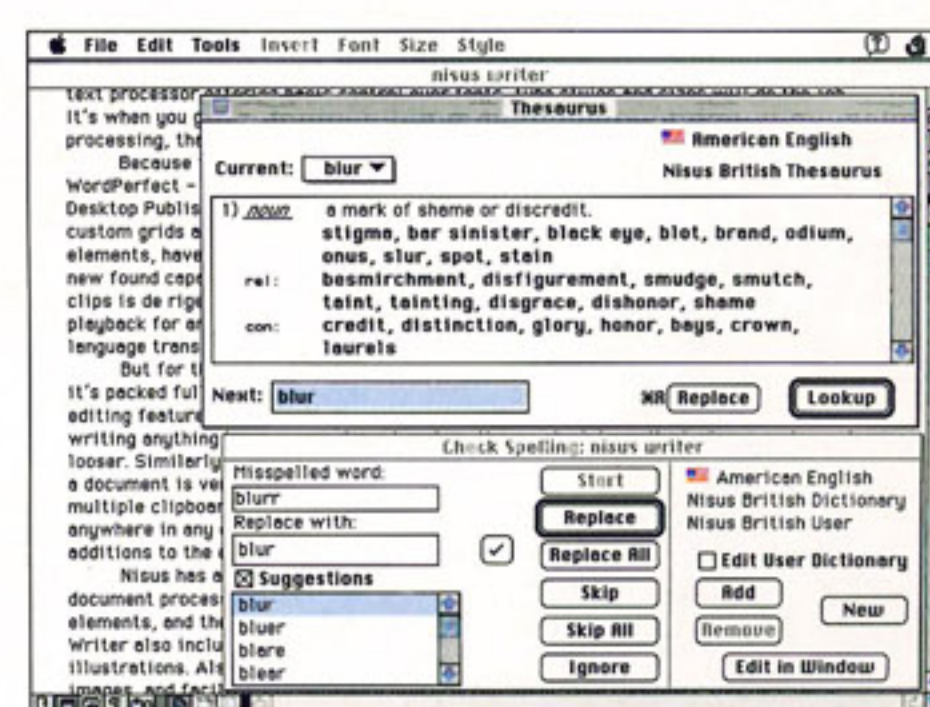 File Edit Tools Insert Font Size Style
nisus writer
text processor
It's when you g
processing, the
Because
WordPerfect -
Desktop Publis
custom grids a
elements, have
new found capa
clips is de rige
playback for an
language trans
But for t
it's packed ful
editing feature
writing anything
looser. Similarly
a document is ve
multiple clipboar
anywhere in any
additions to the
Nisus has a
document proces
elements, and the
Writer also inclu
illustrations. Als
images, and facil
Thesaurus
American English
Current: blur
Nisus British Thesaurus
1) noun a mark of shame or discredit.
stigma, bar sinister, black eye, blot, brand, odium,
onus, slur, spot, stain
rel: besmirchment, disfigurement, smudge, smutch,
taint, tainting, disgrace, dishonor, shame
con: credit, distinction, glory, honor, bays, crown,
laurels
Next: blur ⌘R Replace Lookup
Check Spelling: nisus writer
Misspelled word:
blurr
Replace with:
blur
Suggestions
blur
bluer
blare
blear
Start
Replace
Replace All
Skip
Skip All
Ignore
American English
Nisus British Dictionary
Nisus British User
Edit User Dictionary
Add
New
Remove
Edit in Window